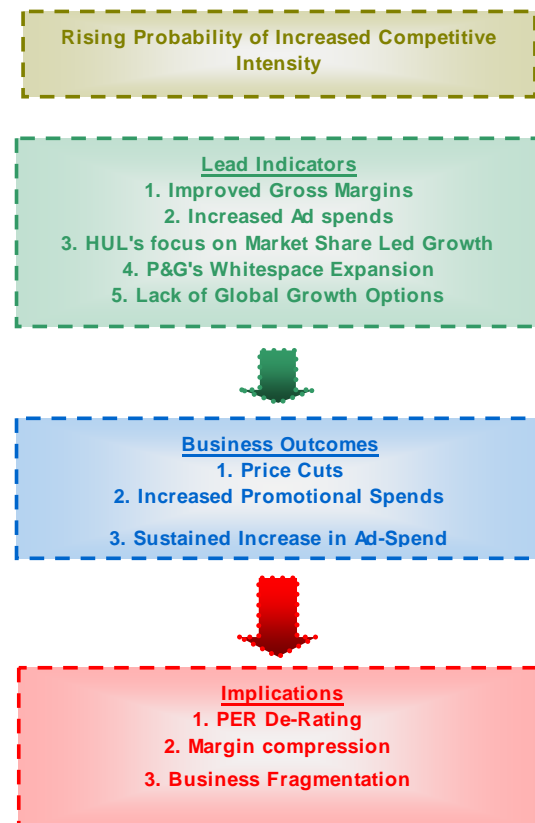 Rising Probability of Increased Competitive
Intensity
Lead Indicators
1. Improved Gross Margins
2. Increased Ad spends
3. HUL's focus on Market Share Led Growth
4. P&G's Whitespace Expansion
5. Lack of Global Growth Options
Business Outcomes
1. Price Cuts
2. Increased Promotional Spends
3. Sustained Increase in Ad-Spend
Implications
1. PER De-Rating
2. Margin compression
3. Business Fragmentation